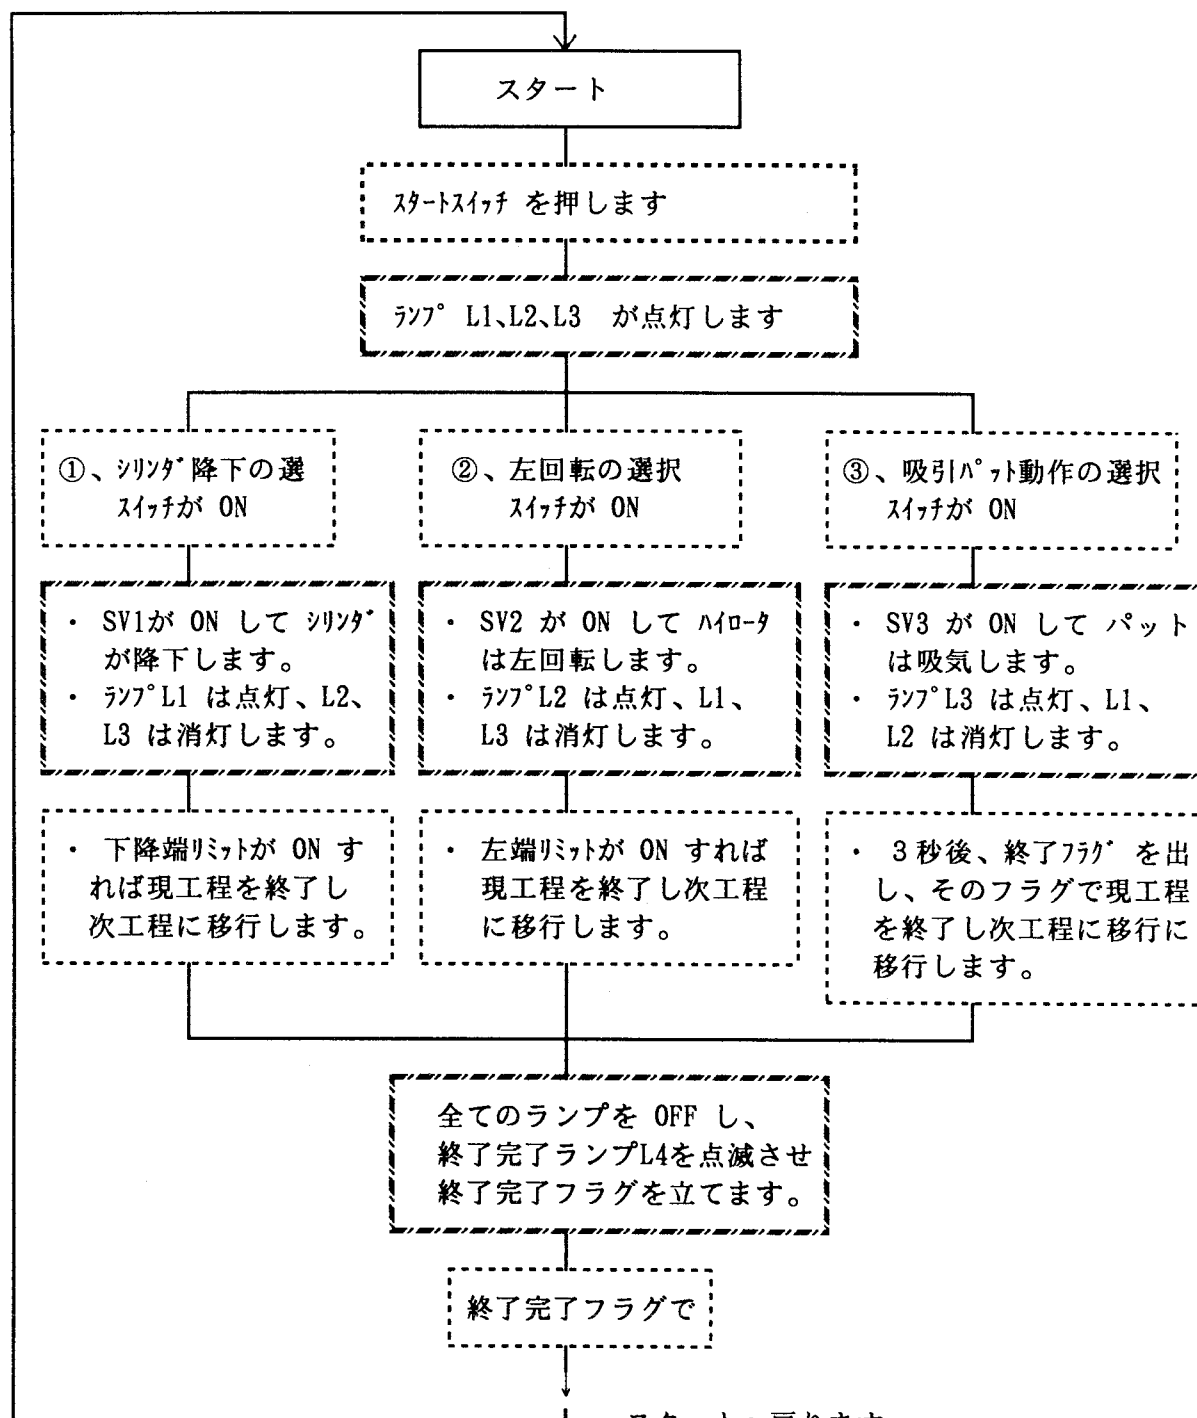 スタート
ｽﾀｰﾄｽｲｯﾁ を押します
ﾗﾝﾌﾟ L1､L2､L3 が点灯します
①、ｼﾘﾝﾀﾞ降下の選
ｽｲｯﾁが ON
②、左回転の選択
ｽｲｯﾁが ON
③、吸引ﾊﾟｯﾄ動作の選択
ｽｲｯﾁが ON
・ SV1が ON して ｼﾘﾝﾀﾞ
が降下します。
・ ﾗﾝﾌﾟL1 は点灯、L2、
L3 は消灯します。
・ SV2 が ON して ﾊｲﾛｰﾀ
は左回転します。
・ ﾗﾝﾌﾟL2 は点灯、L1、
L3 は消灯します。
・ SV3 が ON して パット
は吸気します。
・ ﾗﾝﾌﾟL3 は点灯、L1、
L2 は消灯します。
・ 下降端ﾘﾐｯﾄが ON す
れば現工程を終了し
次工程に移行します。
・ 左端ﾘﾐｯﾄが ON すれば
現工程を終了し次工程
に移行します。
・ ３秒後、終了ﾌﾗｸﾞ を出
し、そのフラグで現工程
を終了し次工程に移行に
移行します。
全てのランプを OFF し、
終了完了ランプL4を点滅させ
終了完了フラグを立てます。
終了完了フラグで